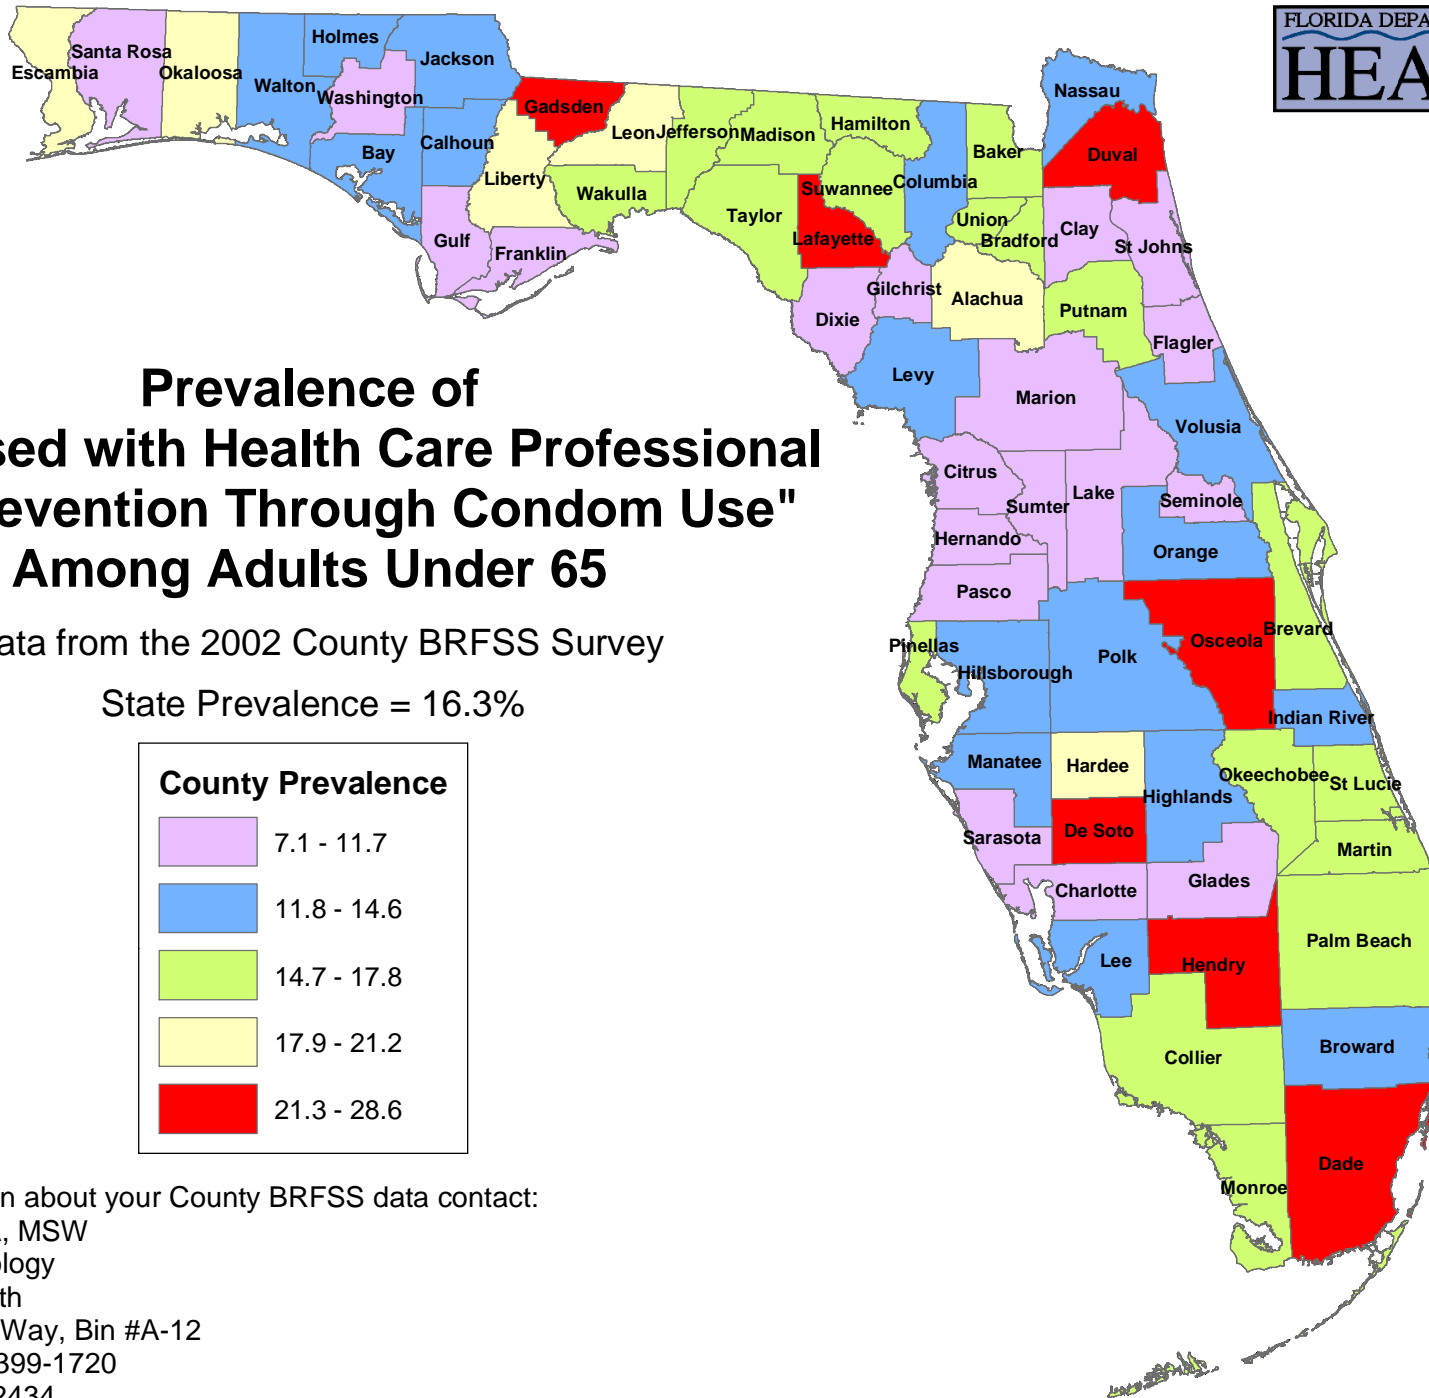 FLORIDA DEPA
HEA
Holmes
Jackson
Santa Rosa
Escambia
Okaloosa
Walton
Washington
Nassau
Gadsden
Leon
Jefferson
Madison
Hamilton
Bay
Calhoun
Baker
Duval
Liberty
Wakulla
Suwannee
Columbia
Taylor
Union
Bradford
Clay
St Johns
Gulf
Franklin
Lafayette
Gilchrist
Alachua
Dixie
Putnam
Flagler
Levy
Marion
Volusia
Prevalence of
sed with Health Care Professional
evention Through Condom Use"
Among Adults Under 65
ata from the 2002 County BRFSS Survey
State Prevalence = 16.3%
Citrus
Sumter
Lake
Seminole
Hernando
Orange
Pasco
Pinellas
Hillsborough
Polk
Osceola
Brevard
Indian River
Manatee
Hardee
Highlands
Okeechobee
St Lucie
Sarasota
De Soto
Martin
Charlotte
Glades
Lee
Hendry
Palm Beach
Collier
Broward
Monroe
Dade
County Prevalence
7.1 - 11.7
11.8 - 14.6
14.7 - 17.8
17.9 - 21.2
21.3 - 28.6
n about your County BRFSS data contact:
, MSW
ology
th
Way, Bin #A-12
399-1720
2434